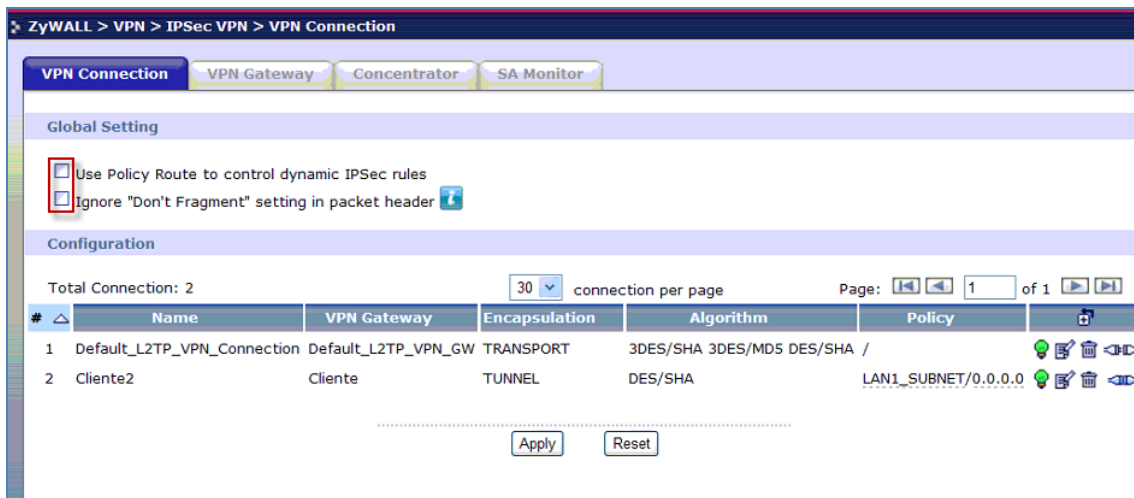 ZyWALL > VPN > IPSec VPN > VPN Connection
VPN Connection VPN Gateway Concentrator SA Monitor
Global Setting
Use Policy Route to control dynamic IPSec rules
Ignore "Don't Fragment" setting in packet header
Configuration
Total Connection: 2 30 connection per page Page: 1 of 1
# Name VPN Gateway Encapsulation Algorithm Policy
1 Default_L2TP_VPN_Connection Default_L2TP_VPN_GW TRANSPORT 3DES/SHA 3DES/MD5 DES/SHA /
2 Cliente2 Cliente TUNNEL DES/SHA LAN1_SUBNET/0.0.0.0
Apply Reset